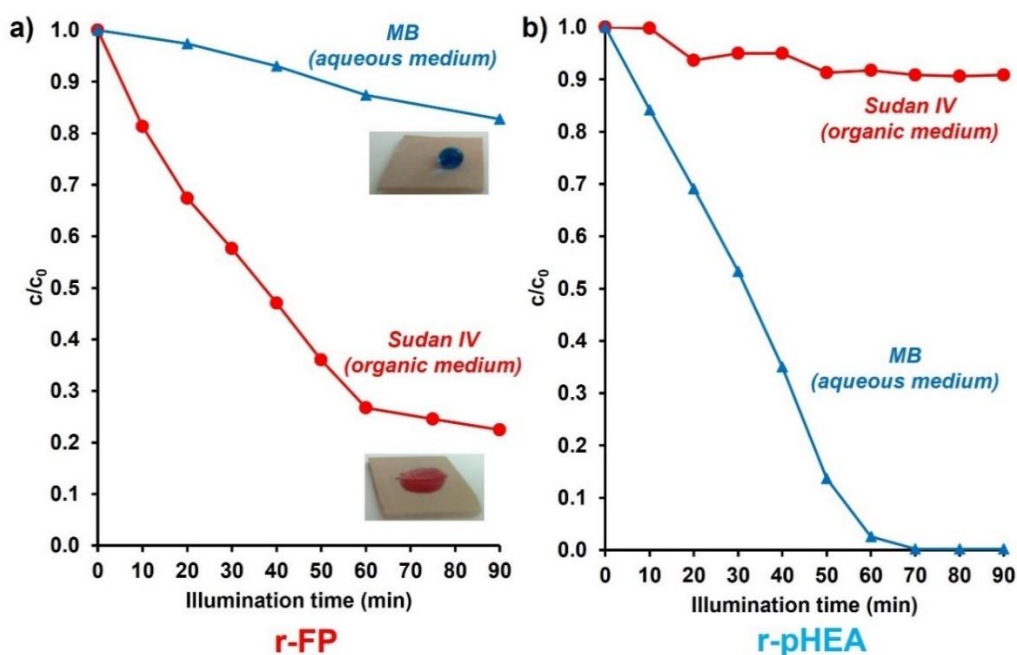 a)
1.0
0.9
0.8
0.7
0.6
0.5
0.4
0.3
0.2
0.1
0.0
c/c0
MB
(aqueous medium)
Sudan IV
(organic medium)
0 10 20 30 40 50 60 70 80 90
Illumination time (min)
r-FP
b)
1.0
0.9
0.8
0.7
0.6
0.5
0.4
0.3
0.2
0.1
0.0
c/c0
Sudan IV
(organic medium)
MB
(aqueous medium)
0 10 20 30 40 50 60 70 80 90
Illumination time (min)
r-pHEA